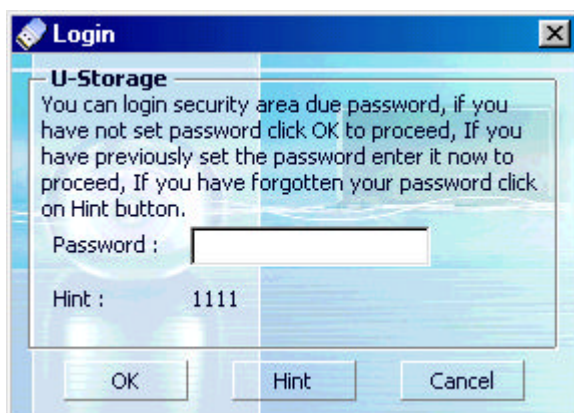 Login
U-Storage
You can login security area due password, if you
have not set password click OK to proceed, If you
have previously set the password enter it now to
proceed, If you have forgotten your password click
on Hint button.
Password :
Hint : 1111
OK Hint Cancel